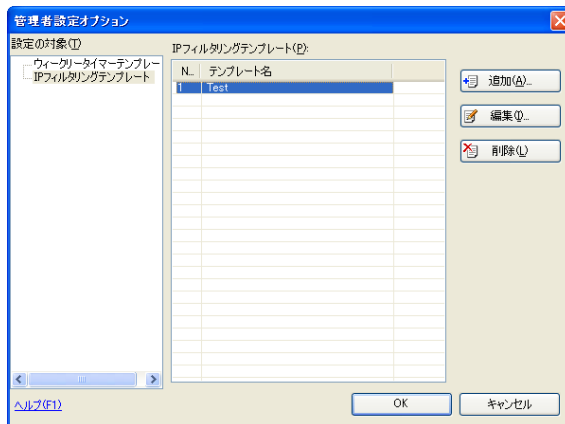 管理者設定オプション
設定の対象(T)
ウィークリータイマーテンプレー
IPフィルタリングテンプレート
IPフィルタリングテンプレート(P):
N... テンプレート名
1 Test
追加(A)...
編集(I)...
削除(L)
ヘルプ(F1)
OK
キャンセル